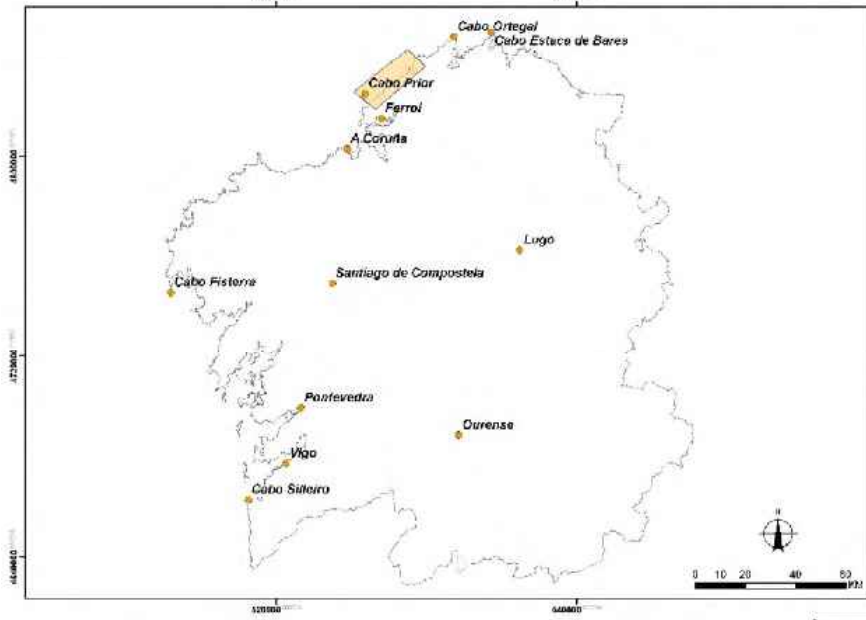 Cabo Ortegal
Cabo Estaca de Bares
Cabo Prior
Ferrol
A Coruña
Lugo
Santiago de Compostela
Cabo Fisterra
Pontevedra
Ourense
Vigo
Cabo Silleiro
N
0 10 20 40 60
KM